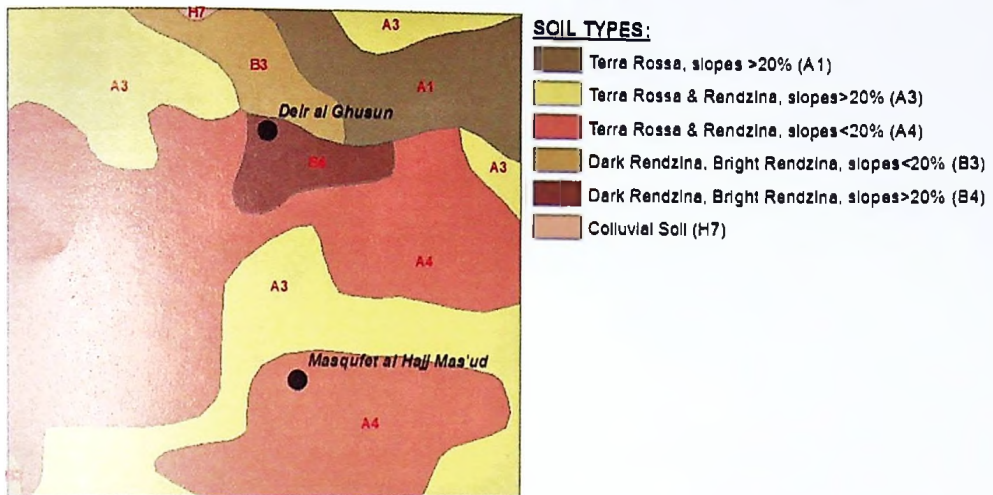 H7
A3
B3
A3
A1
Deir al Ghusun
B4
A3
A4
A3
Masqufet al Hajj Mas'ud
A4
SOIL TYPES:
Terra Rossa, slopes >20% (A1)
Terra Rossa & Rendzina, slopes>20% (A3)
Terra Rossa & Rendzina, slopes<20% (A4)
Dark Rendzina, Bright Rendzina, slopes<20% (B3)
Dark Rendzina, Bright Rendzina, slopes>20% (B4)
Colluvial Soil (H7)